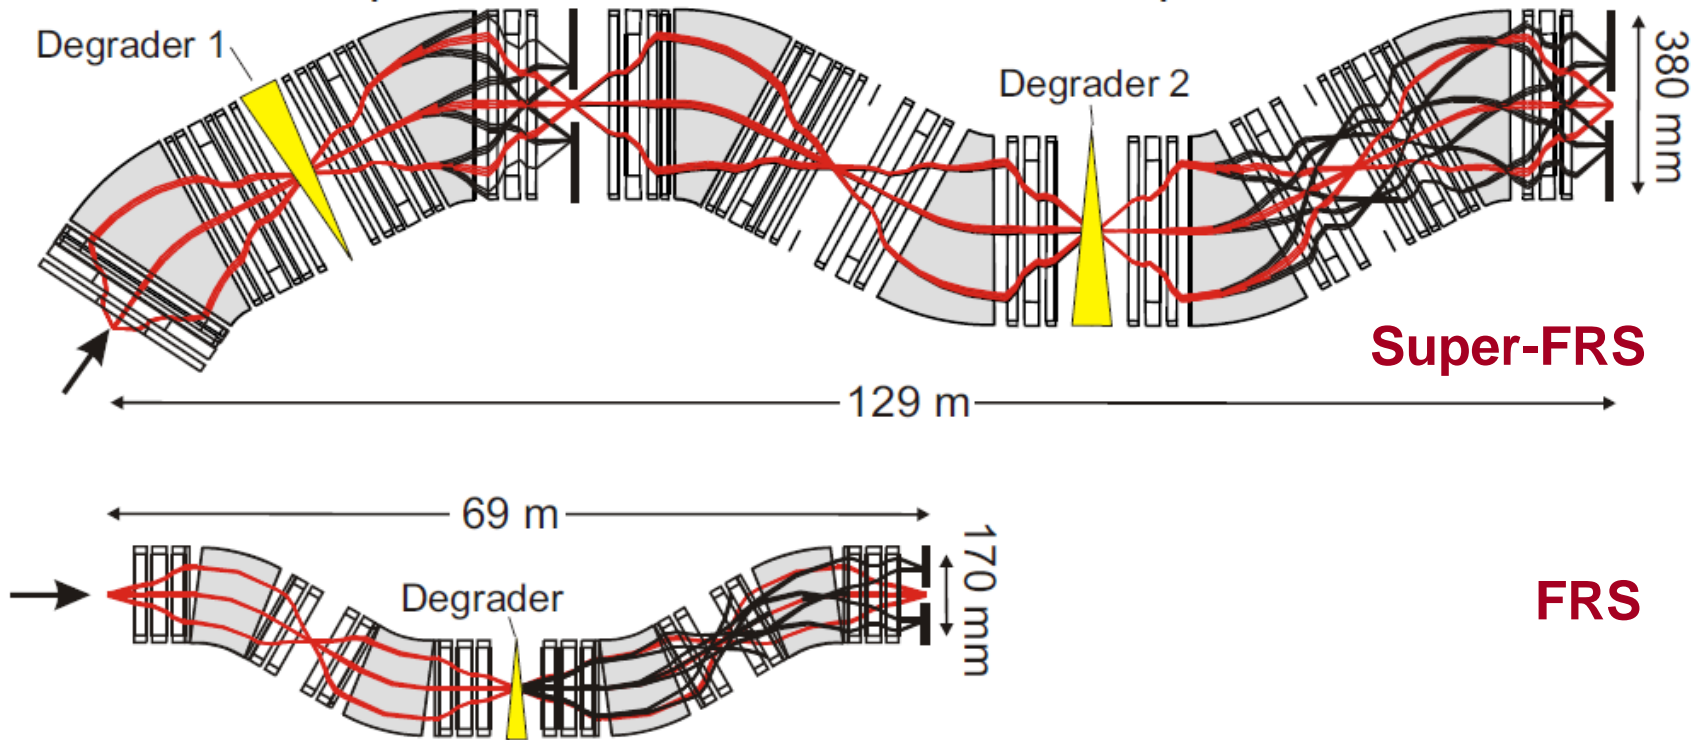 Degrader 1
Degrader 2
380 mm
Super-FRS
129 m
69 m
170 mm
Degrader
FRS